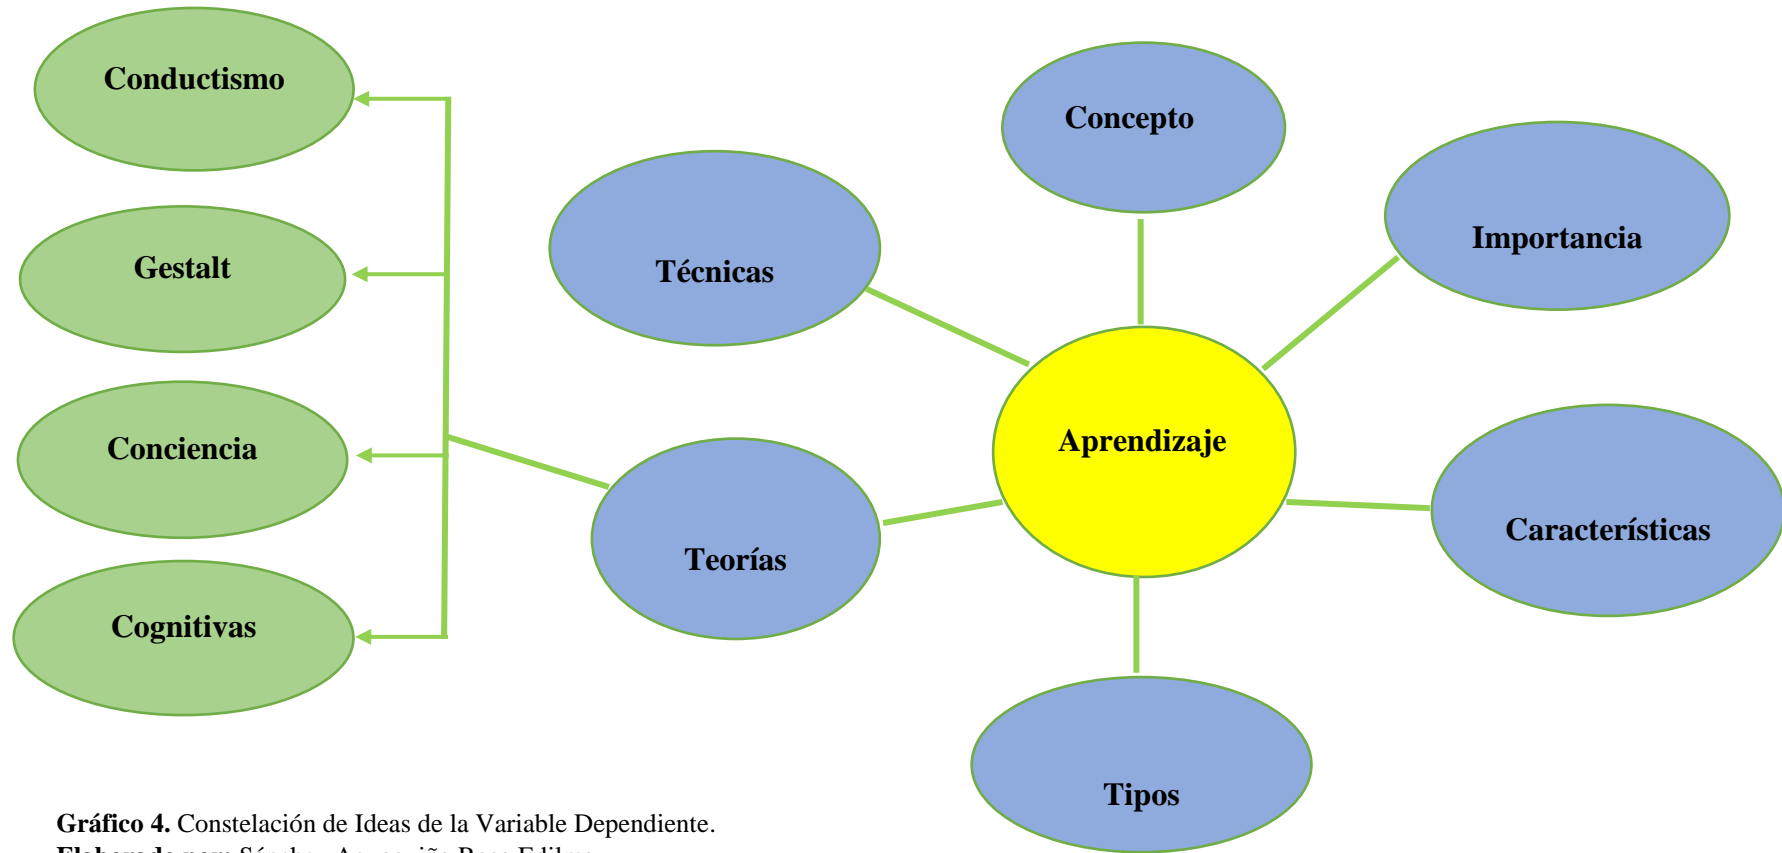 Conductismo
Concepto
Importancia
Gestalt
Técnicas
Aprendizaje
Conciencia
Características
Teorías
Cognitivas
Tipos
Gráfico 4. Constelación de Ideas de la Variable Dependiente.